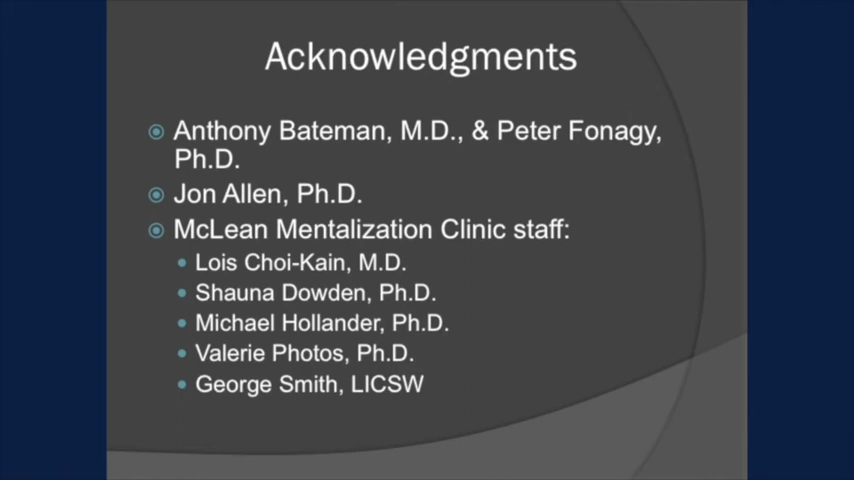 Acknowledgments
Anthony Bateman, M.D., & Peter Fonagy,
Ph.D.
Jon Allen, Ph.D.
McLean Mentalization Clinic staff:
Lois Choi-Kain, M.D.
Shauna Dowden, Ph.D.
Michael Hollander, Ph.D.
Valerie Photos, Ph.D.
George Smith, LICSW